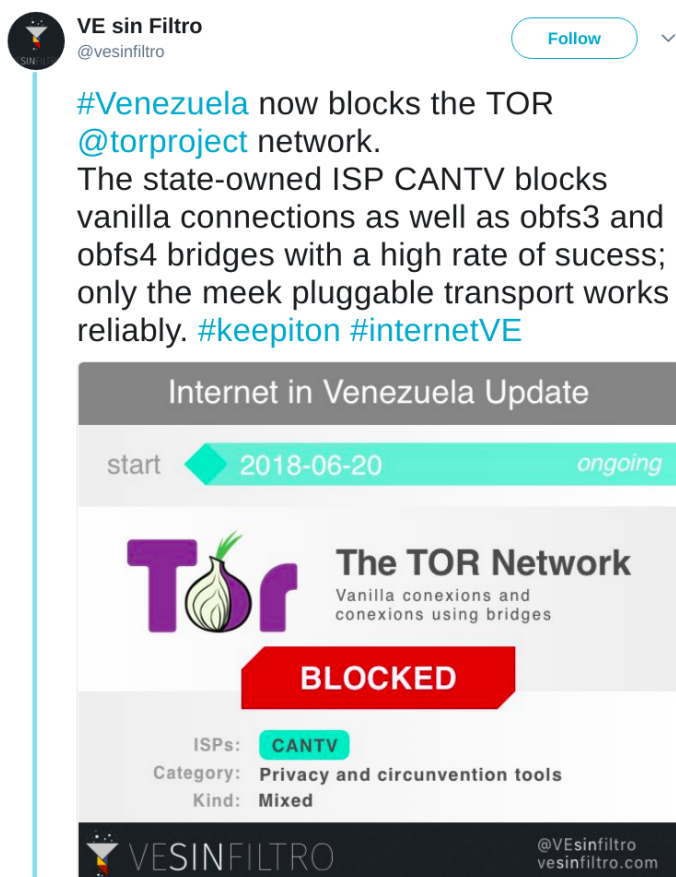 VE sin Filtro
@vesinfiltro
Follow
#Venezuela now blocks the TOR
@torproject network.
The state-owned ISP CANTV blocks
vanilla connections as well as obfs3 and
obfs4 bridges with a high rate of sucess;
only the meek pluggable transport works
reliably. #keepiton #internetVE
Internet in Venezuela Update
start 2018-06-20 ongoing
Tor
The TOR Network
Vanilla conexions and
conexions using bridges
BLOCKED
ISPs: CANTV
Category: Privacy and circunvention tools
Kind: Mixed
VESINFILTRO
@VEsinfiltro
vesinfiltro.com